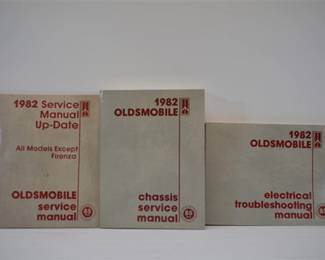 1982 Service
Manual
Up-Date
All Models Except
Firenza
OLDSMOBILE
service
manual
1982
OLDSMOBILE
chassis
service
manual
1982
OLDSMOBILE
electrical
troubleshooting
manual